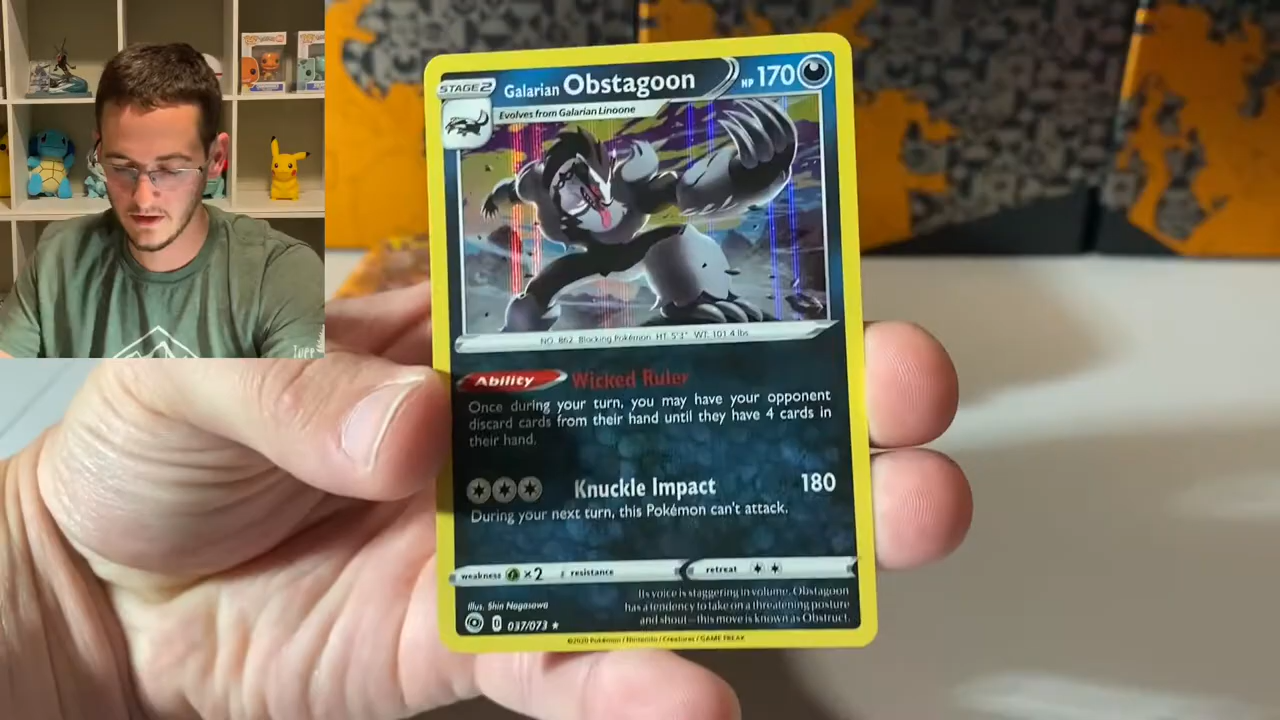 STAGE 2
Galarian Obstagoon
HP 170
Evolves from Galarian Linoone
NO. 862 Blocking Pokémon HT: 5'3" WT: 101.4 lbs
Ability Wicked Ruler
Once during your turn, you may have your opponent
discard cards from their hand until they have 4 cards in
their hand.
Knuckle Impact 180
During your next turn, this Pokémon can't attack.
weakness ×2 resistance retreat
Its voice is staggering in volume. Obstagoon
has a tendency to take on a threatening posture
and shout—this move is known as Obstruct.
Illus. Shin Nagasawa
037/073 ★
©2020 Pokémon / Nintendo / Creatures / GAME FREAK